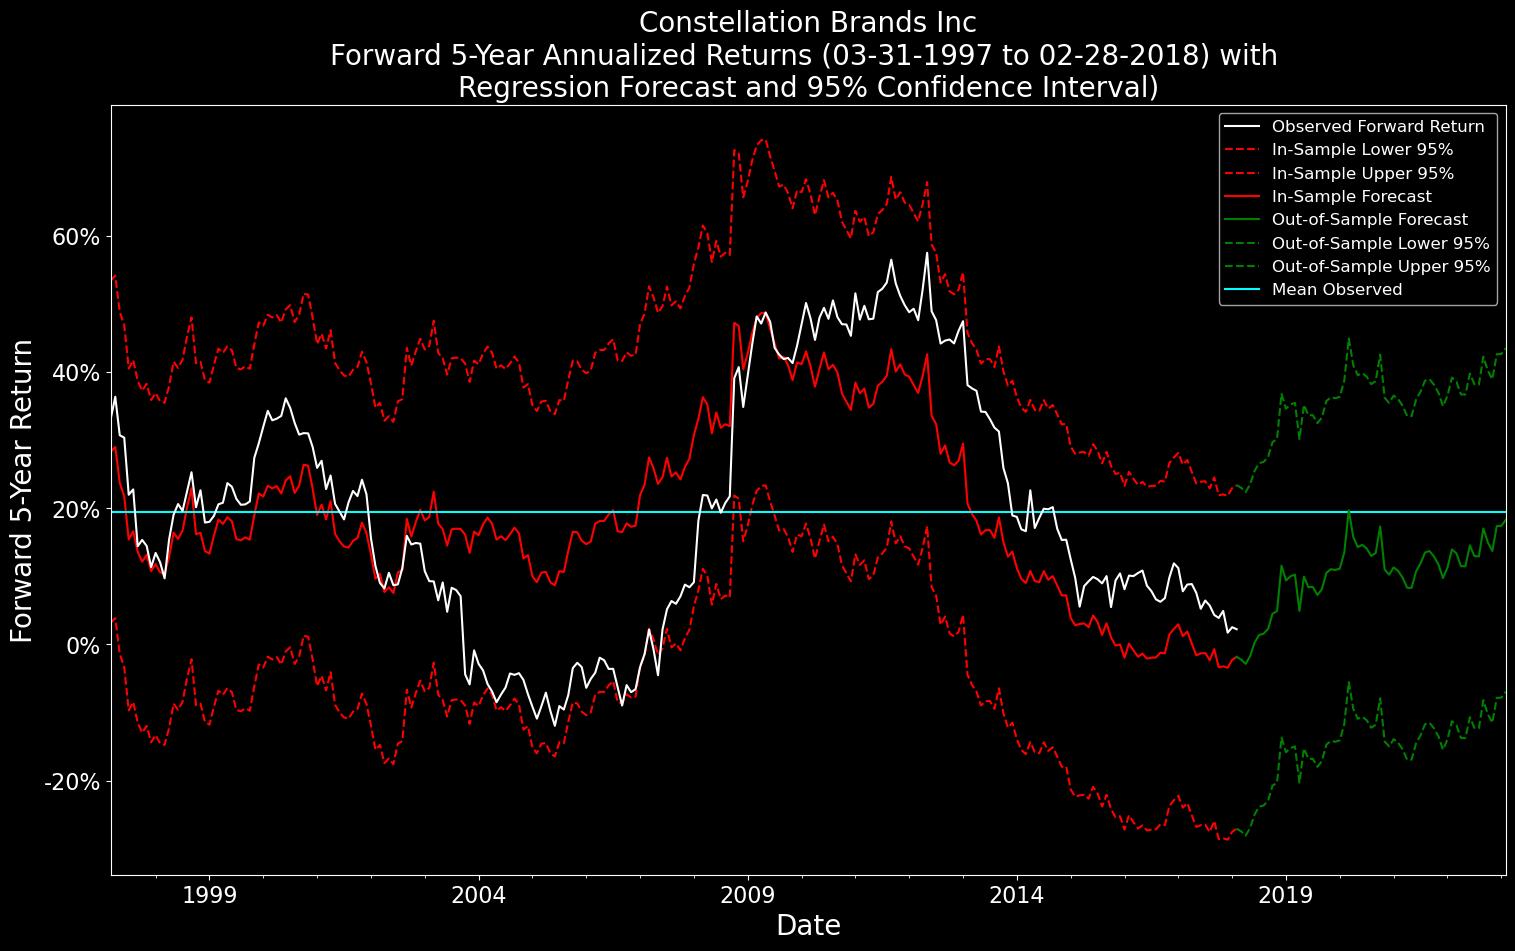 Constellation Brands Inc
Forward 5-Year Annualized Returns (03-31-1997 to 02-28-2018) with
Regression Forecast and 95% Confidence Interval)
Observed Forward Return
In-Sample Lower 95%
In-Sample Upper 95%
In-Sample Forecast
Out-of-Sample Forecast
Out-of-Sample Lower 95%
Out-of-Sample Upper 95%
Mean Observed
Forward 5-Year Return
60%
40%
20%
0%
-20%
1999
2004
2009
2014
2019
Date